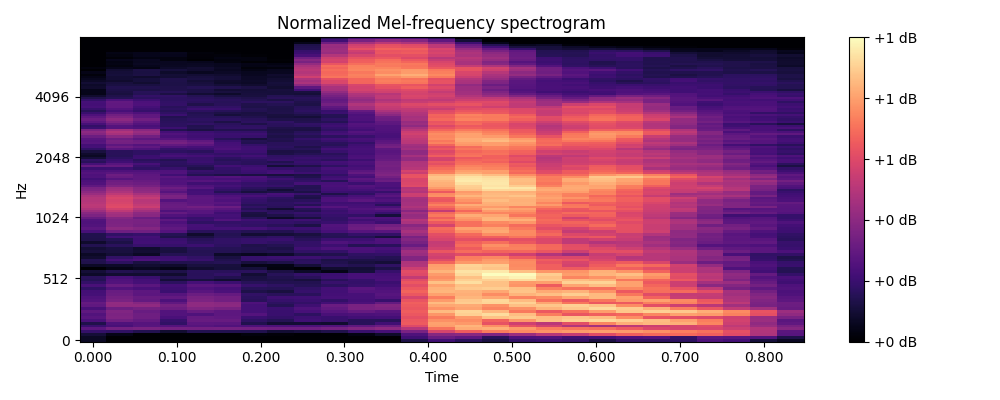 Normalized Mel-frequency spectrogram
Hz
4096
2048
1024
512
0
0.000 0.100 0.200 0.300 0.400 0.500 0.600 0.700 0.800
Time
+1 dB
+1 dB
+1 dB
+0 dB
+0 dB
+0 dB